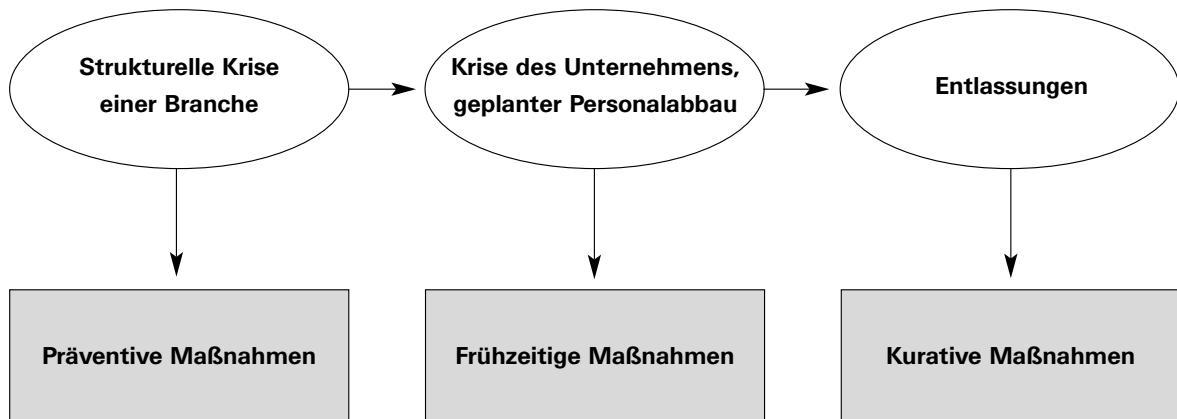 Strukturelle Krise
einer Branche
Krise des Unternehmens,
geplanter Personalabbau
Entlassungen
Präventive Maßnahmen
Frühzeitige Maßnahmen
Kurative Maßnahmen